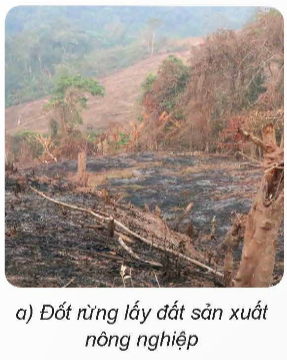 a) Đốt rừng lấy đất sản xuất
nông nghiệp